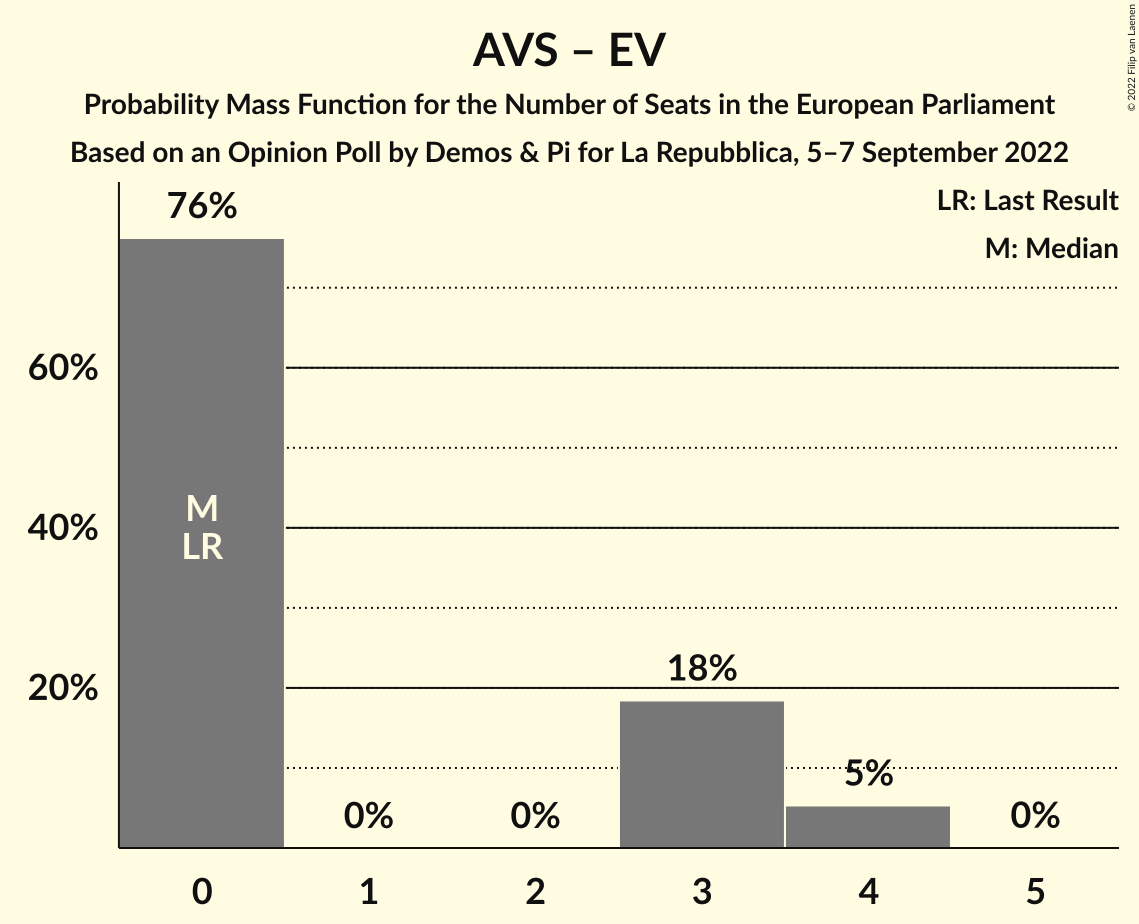 AVS – EV
Probability Mass Function for the Number of Seats in the European Parliament
Based on an Opinion Poll by Demos & Pi for La Repubblica, 5–7 September 2022
© 2022 Filip van Laenen
LR: Last Result
M: Median
76%
60%
40%
20%
M
LR
0%
0%
18%
5%
0%
0
1
2
3
4
5